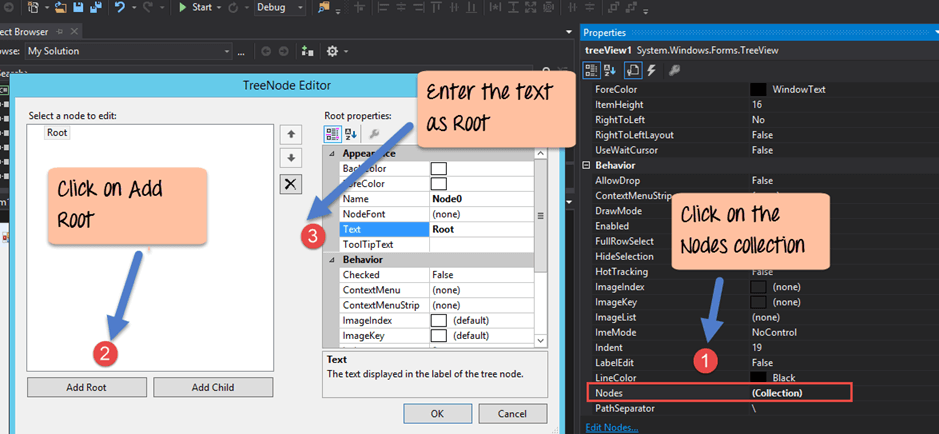 Start
Debug
ect Browser
wse: My Solution
...
TreeNode Editor
Select a node to edit:
Root
Add Root
Add Child
Root properties:
Appearance
BackColor
ForeColor
Name Node0
NodeFont (none)
Text Root
ToolTipText
Behavior
Checked False
ContextMenu (none)
ContextMenuStrip (none)
ImageIndex (default)
ImageKey (default)
Text
The text displayed in the label of the tree node.
OK
Cancel
Click on Add
Root
2
Enter the text
as Root
3
Properties
treeView1 System.Windows.Forms.TreeView
ForeColor WindowText
ItemHeight 16
RightToLeft No
RightToLeftLayout False
UseWaitCursor False
Behavior
AllowDrop False
ContextMenuStrip
DrawMode
Enabled
FullRowSelect
HideSelection
HotTracking False
ImageIndex (none)
ImageKey (none)
ImageList (none)
ImeMode NoControl
Indent 19
LabelEdit False
LineColor Black
Nodes (Collection)
PathSeparator \
Edit Nodes...
Click on the
Nodes collection
1